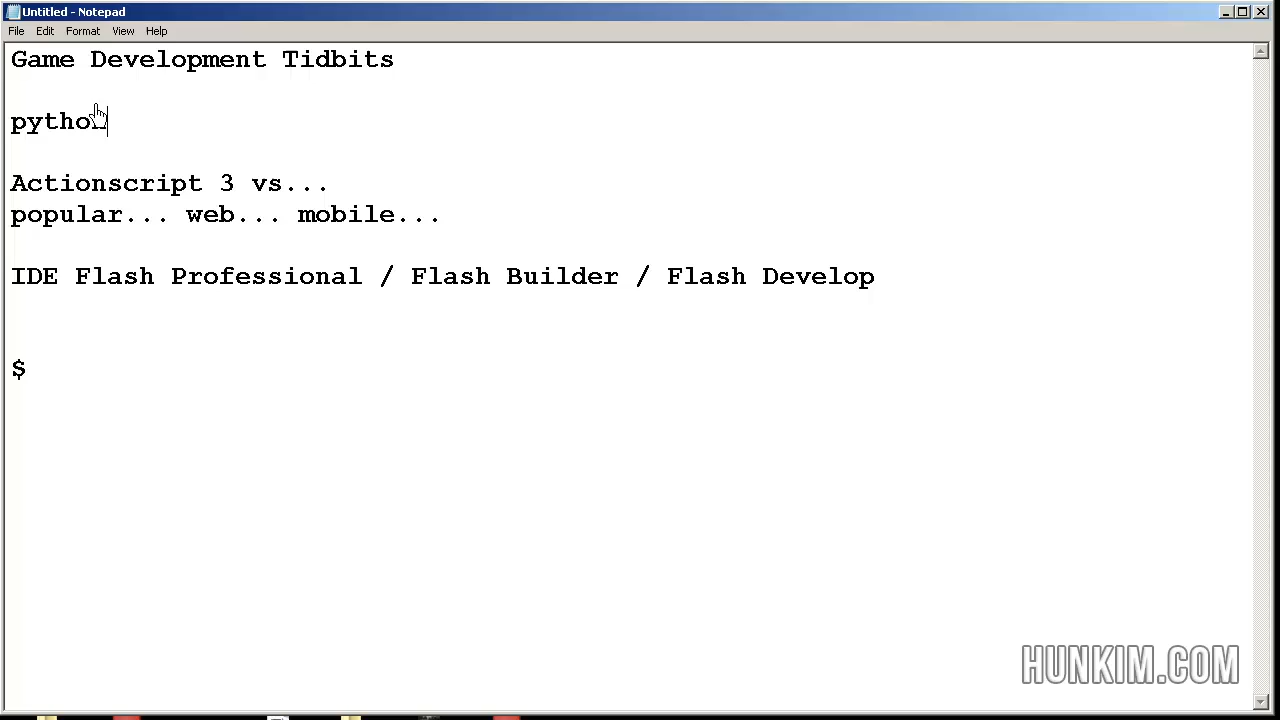 Untitled - Notepad
File Edit Format View Help
Game Development Tidbits
python
Actionscript 3 vs...
popular... web... mobile...
IDE Flash Professional / Flash Builder / Flash Develop
$
HUNKIM.COM